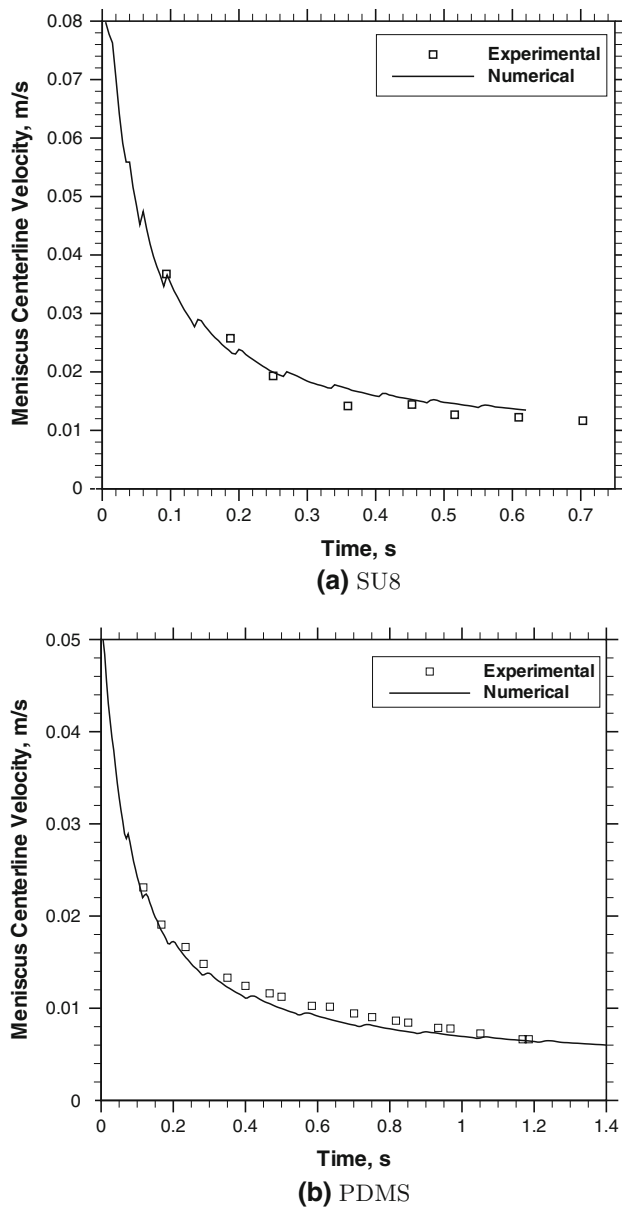 0.08
0.07
0.06
0.05
0.04
0.03
0.02
0.01
0
Meniscus Centerline Velocity, m/s
Experimental
Numerical
0 0.1 0.2 0.3 0.4 0.5 0.6 0.7
Time, s
(a) SU8
0.05
0.04
0.03
0.02
0.01
0
Meniscus Centerline Velocity, m/s
Experimental
Numerical
0 0.2 0.4 0.6 0.8 1 1.2 1.4
Time, s
(b) PDMS